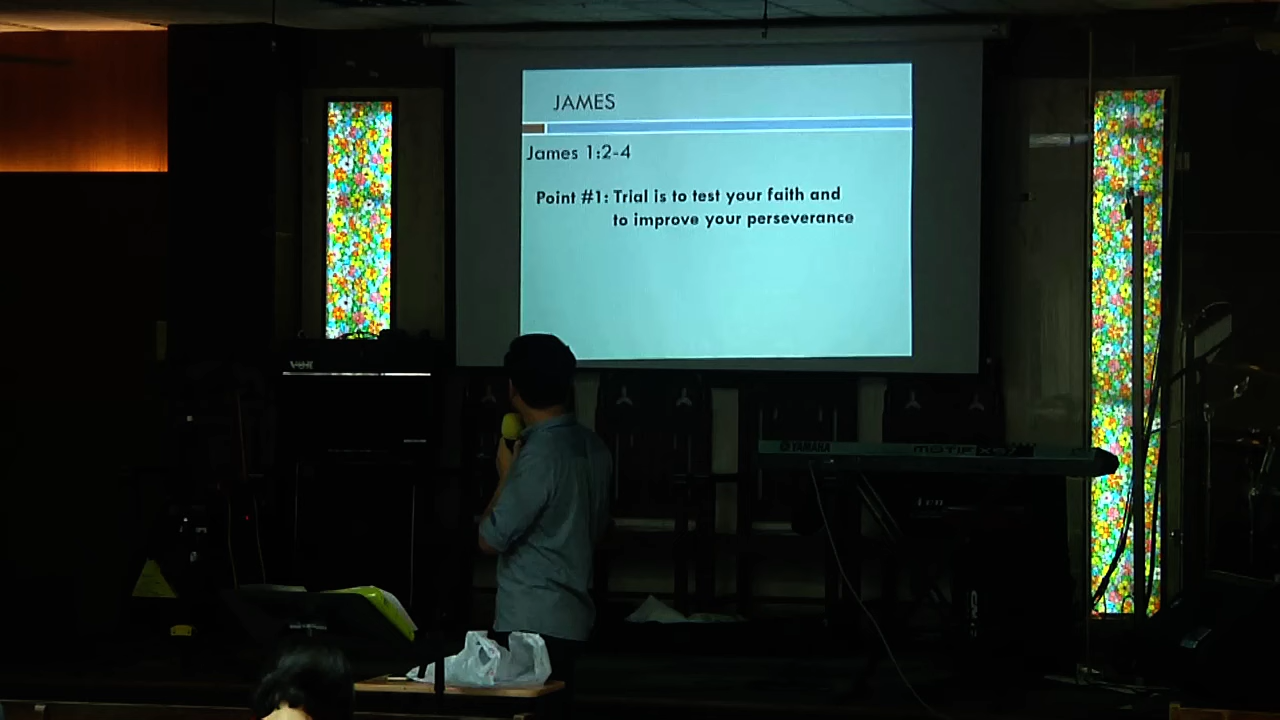 JAMES
James 1:2-4
Point #1: Trial is to test your faith and
to improve your perseverance
VOX
YAMAHA MOTIF